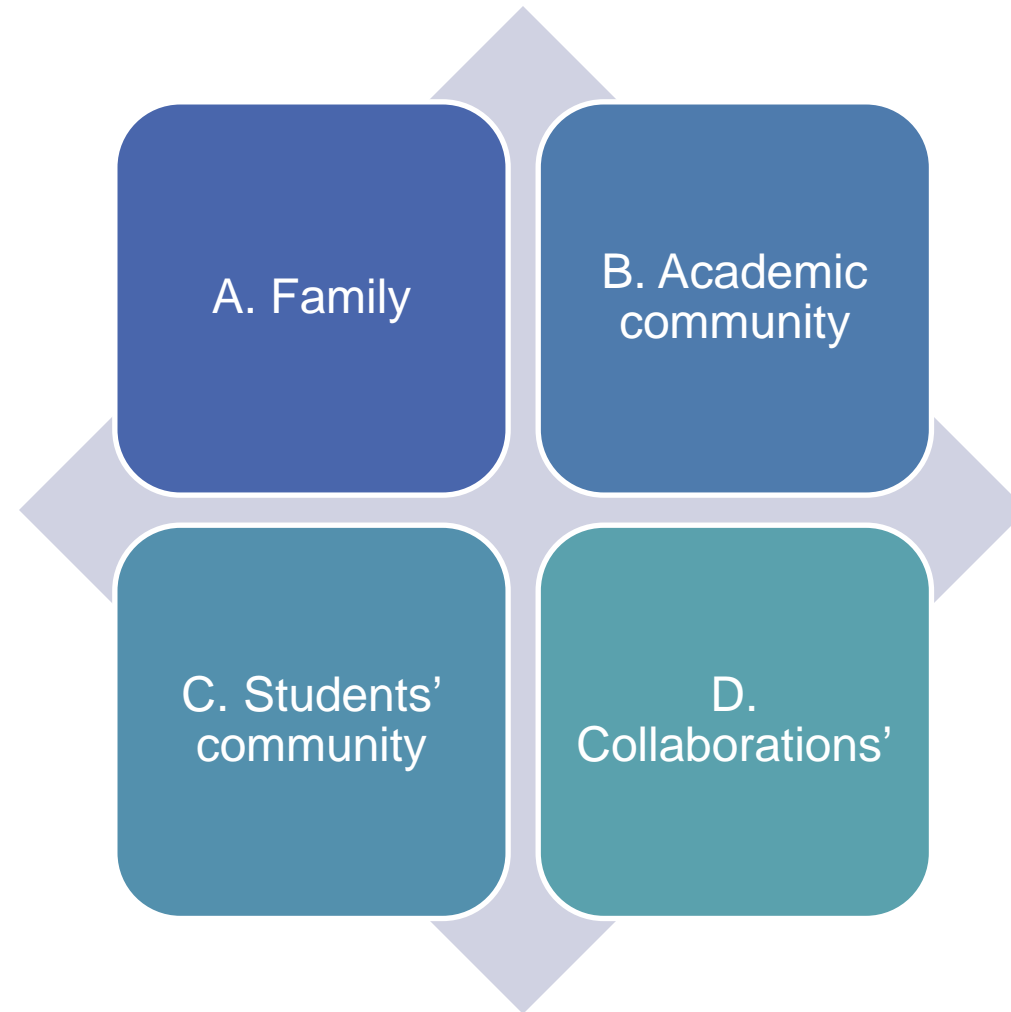 A. Family
B. Academic
community
C. Students’
community
D.
Collaborations’